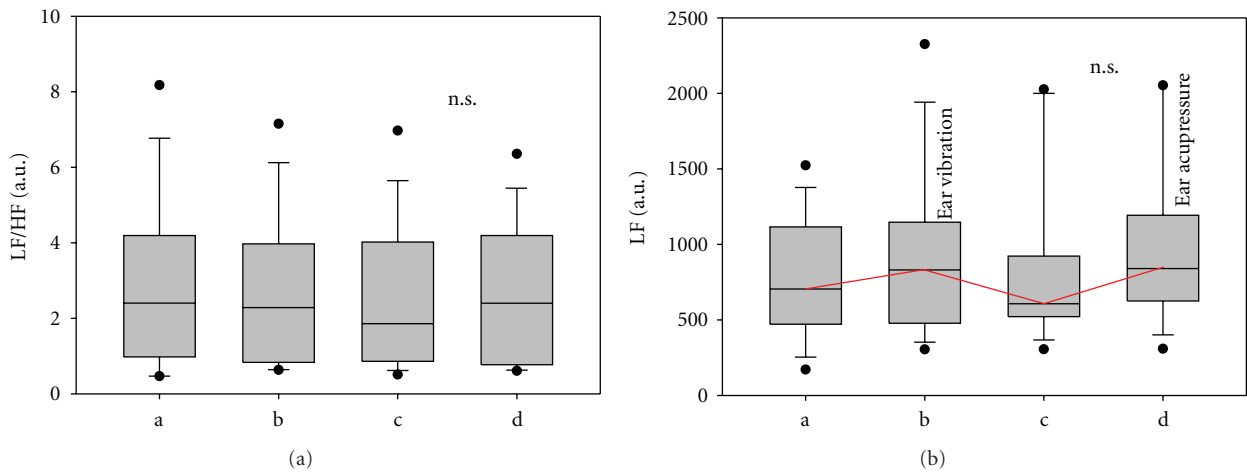 10
8
6
4
2
0
LF/HF (a.u.)
n.s.
a b c d
(a)
2500
2000
1500
1000
500
0
LF (a.u.)
Ear vibration
n.s.
Ear acupressure
a b c d
(b)